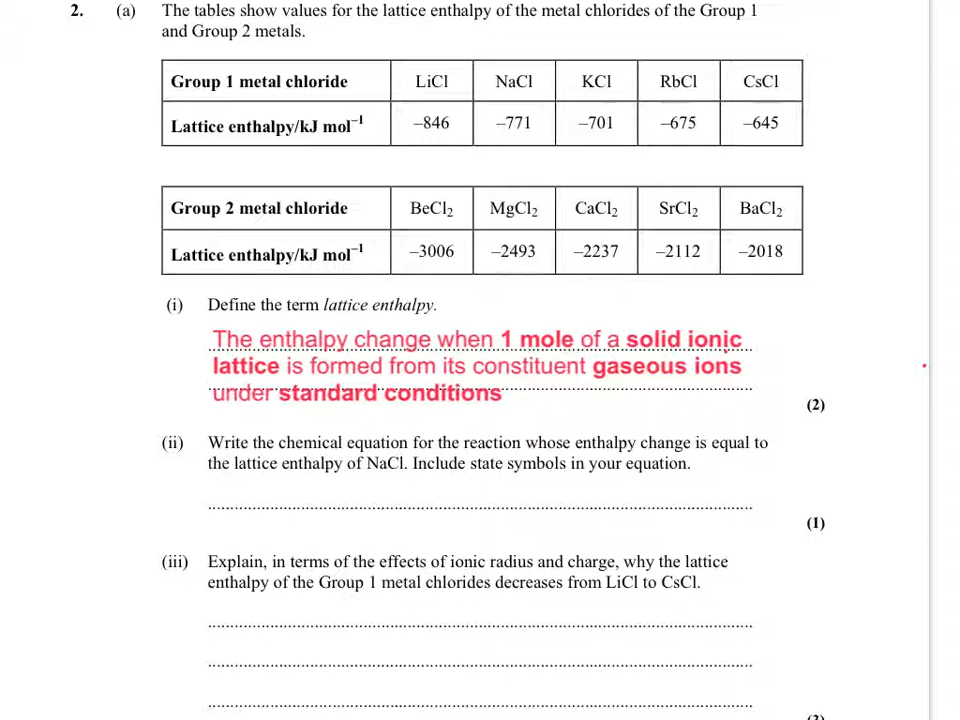 2. (a) The tables show values for the lattice enthalpy of the metal chlorides of the Group 1
and Group 2 metals.
Group 1 metal chloride LiCl NaCl KCl RbCl CsCl
Lattice enthalpy/kJ mol⁻¹ –846 –771 –701 –675 –645
Group 2 metal chloride BeCl₂ MgCl₂ CaCl₂ SrCl₂ BaCl₂
Lattice enthalpy/kJ mol⁻¹ –3006 –2493 –2237 –2112 –2018
(i) Define the term lattice enthalpy.
The enthalpy change when 1 mole of a solid ionic
lattice is formed from its constituent gaseous ions
under standard conditions
(2)
(ii) Write the chemical equation for the reaction whose enthalpy change is equal to
the lattice enthalpy of NaCl. Include state symbols in your equation.
(1)
(iii) Explain, in terms of the effects of ionic radius and charge, why the lattice
enthalpy of the Group 1 metal chlorides decreases from LiCl to CsCl.